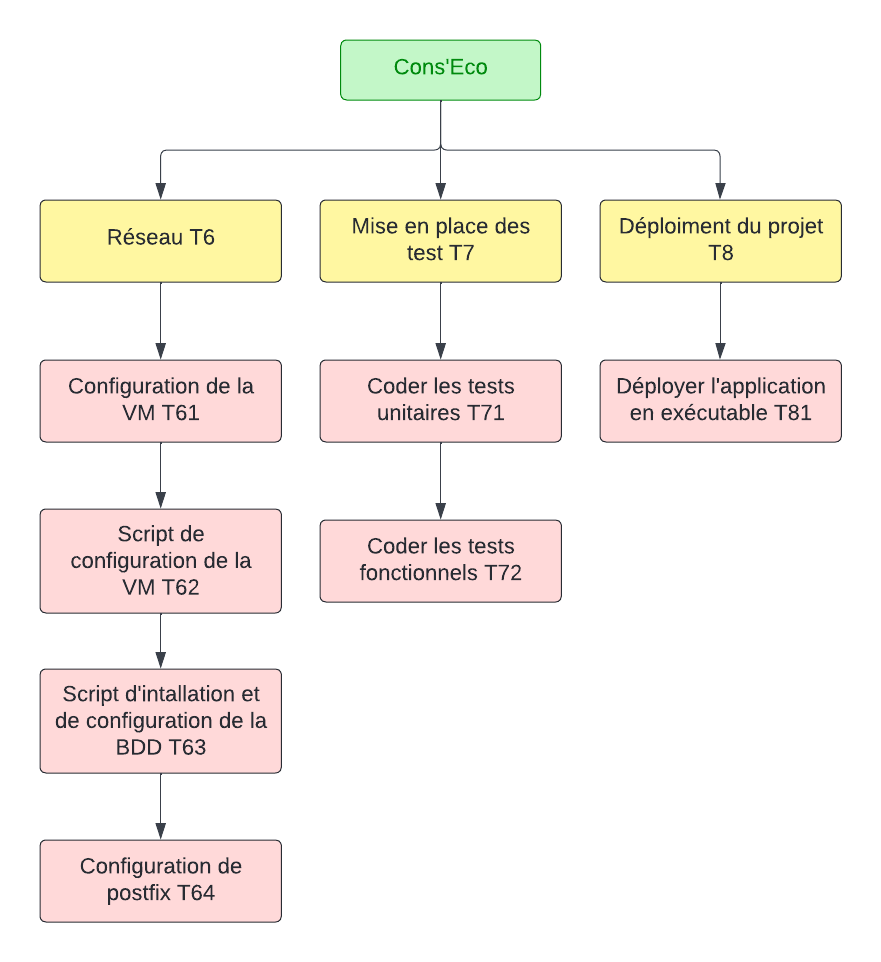 Cons'Eco
Réseau T6
Mise en place des
test T7
Déploiment du projet
T8
Configuration de la
VM T61
Coder les tests
unitaires T71
Déployer l'application
en exécutable T81
Script de
configuration de la
VM T62
Coder les tests
fonctionnels T72
Script d'intallation et
de configuration de la
BDD T63
Configuration de
postfix T64